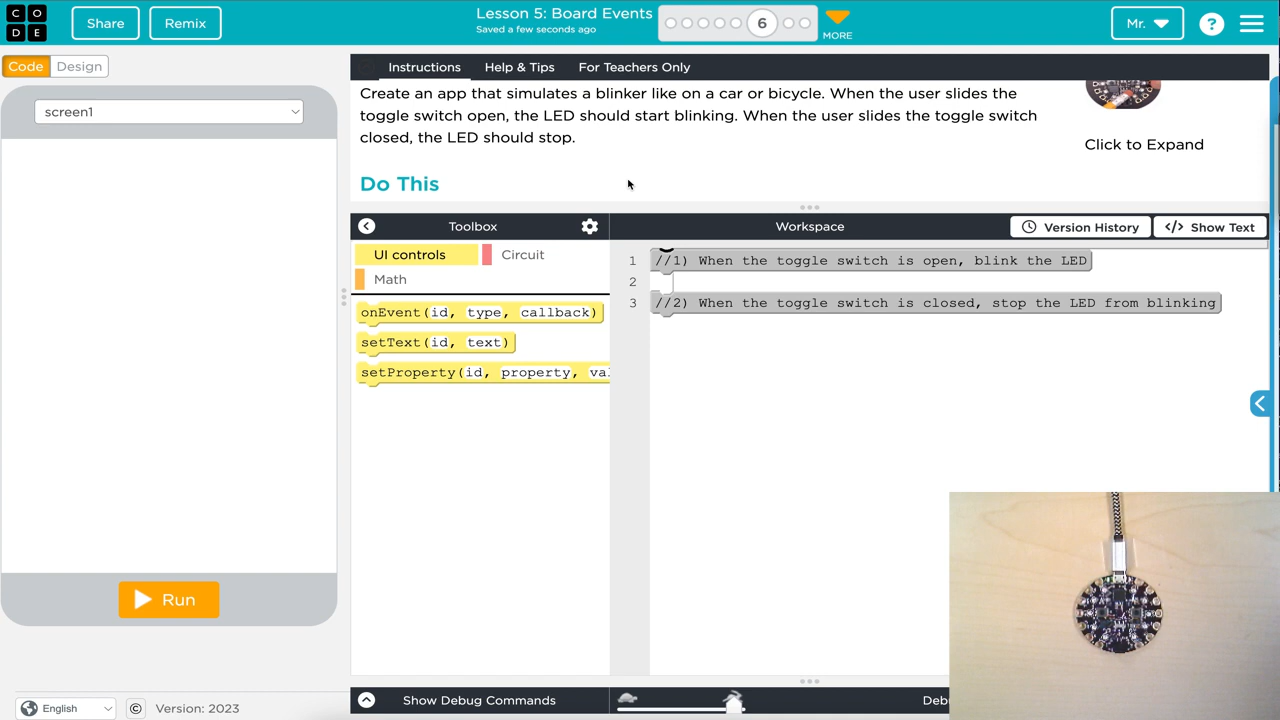 CO
DE
Share
Remix
Lesson 5: Board Events
Saved a few seconds ago
6
MORE
Mr.
?
Code
Design
screen1
Run
English
©
Version: 2023
Instructions
Help & Tips
For Teachers Only
Create an app that simulates a blinker like on a car or bicycle. When the user slides the
toggle switch open, the LED should start blinking. When the user slides the toggle switch
closed, the LED should stop.
Do This
Click to Expand
Toolbox
Workspace
Version History
</> Show Text
UI controls
Circuit
Math
onEvent(id, type, callback)
setText(id, text)
setProperty(id, property, val
1 //1) When the toggle switch is open, blink the LED
2
3 //2) When the toggle switch is closed, stop the LED from blinking
Show Debug Commands
Debu